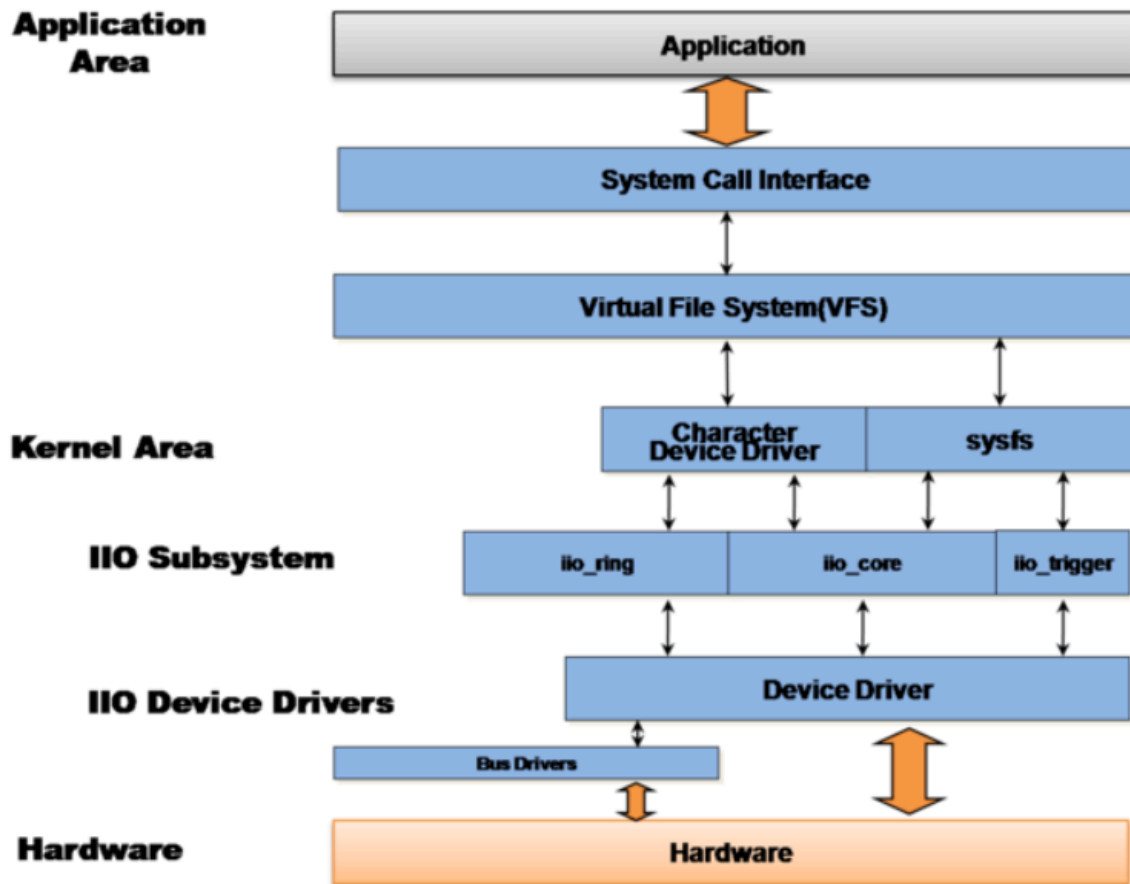 Application
Area
Application
System Call Interface
Virtual File System(VFS)
Kernel Area
Character
Device Driver
sysfs
IIO Subsystem
iio_ring
iio_core
iio_trigger
IIO Device Drivers
Device Driver
Bus Drivers
Hardware
Hardware